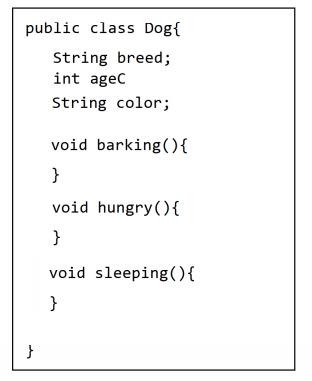 public class Dog{
String breed;
int ageC
String color;
void barking(){
}
void hungry(){
}
void sleeping(){
}
}